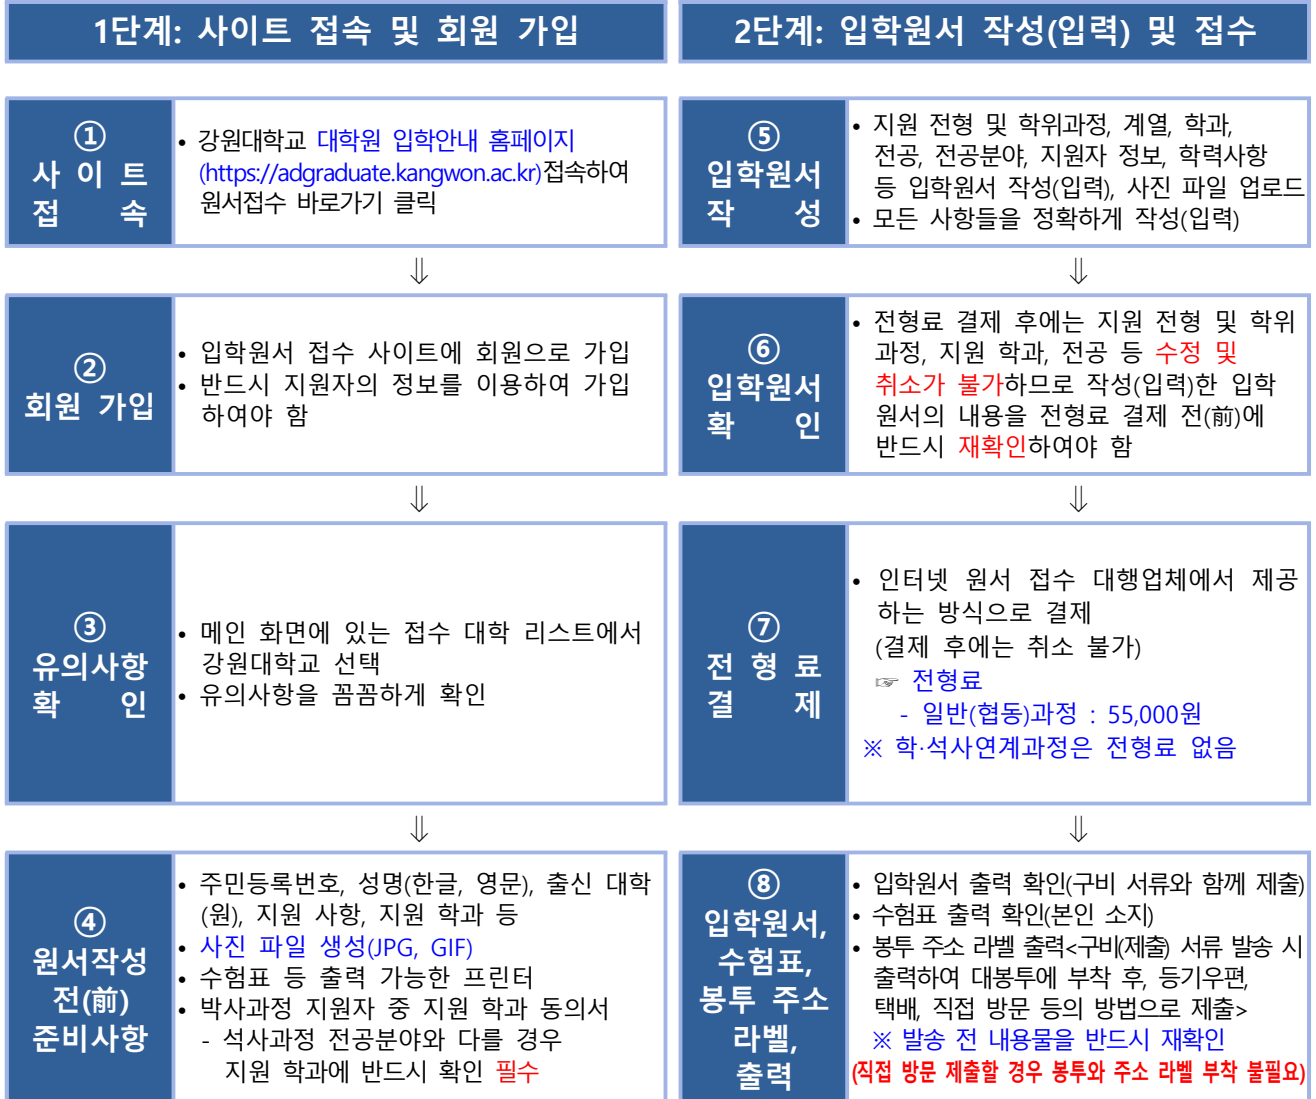 1단계: 사이트 접속 및 회원 가입
①
사 이 트
접 속
• 강원대학교 대학원 입학안내 홈페이지
(https://adgraduate.kangwon.ac.kr)접속하여
원서접수 바로가기 클릭
⇓
②
회원 가입
• 입학원서 접수 사이트에 회원으로 가입
• 반드시 지원자의 정보를 이용하여 가입
하여야 함
⇓
③
유의사항
확 인
• 메인 화면에 있는 접수 대학 리스트에서
강원대학교 선택
• 유의사항을 꼼꼼하게 확인
⇓
④
원서작성
전(前)
준비사항
• 주민등록번호, 성명(한글, 영문), 출신 대학
(원), 지원 사항, 지원 학과 등
• 사진 파일 생성(JPG, GIF)
• 수험표 등 출력 가능한 프린터
• 박사과정 지원자 중 지원 학과 동의서
- 석사과정 전공분야와 다를 경우
지원 학과에 반드시 확인 필수
2단계: 입학원서 작성(입력) 및 접수
⑤
입학원서
작 성
• 지원 전형 및 학위과정, 계열, 학과,
전공, 전공분야, 지원자 정보, 학력사항
등 입학원서 작성(입력), 사진 파일 업로드
• 모든 사항들을 정확하게 작성(입력)
⇓
⑥
입학원서
확 인
• 전형료 결제 후에는 지원 전형 및 학위
과정, 지원 학과, 전공 등 수정 및
취소가 불가하므로 작성(입력)한 입학
원서의 내용을 전형료 결제 전(前)에
반드시 재확인하여야 함
⇓
⑦
전 형 료
결 제
• 인터넷 원서 접수 대행업체에서 제공
하는 방식으로 결제
(결제 후에는 취소 불가)
☞ 전형료
- 일반(협동)과정 : 55,000원
※ 학·석사연계과정은 전형료 없음
⇓
⑧
입학원서,
수험표,
봉투 주소
라벨,
출력
• 입학원서 출력 확인(구비 서류와 함께 제출)
• 수험표 출력 확인(본인 소지)
• 봉투 주소 라벨 출력<구비(제출) 서류 발송 시
출력하여 대봉투에 부착 후, 등기우편,
택배, 직접 방문 등의 방법으로 제출>
※ 발송 전 내용물을 반드시 재확인
(직접 방문 제출할 경우 봉투와 주소 라벨 부착 불필요)